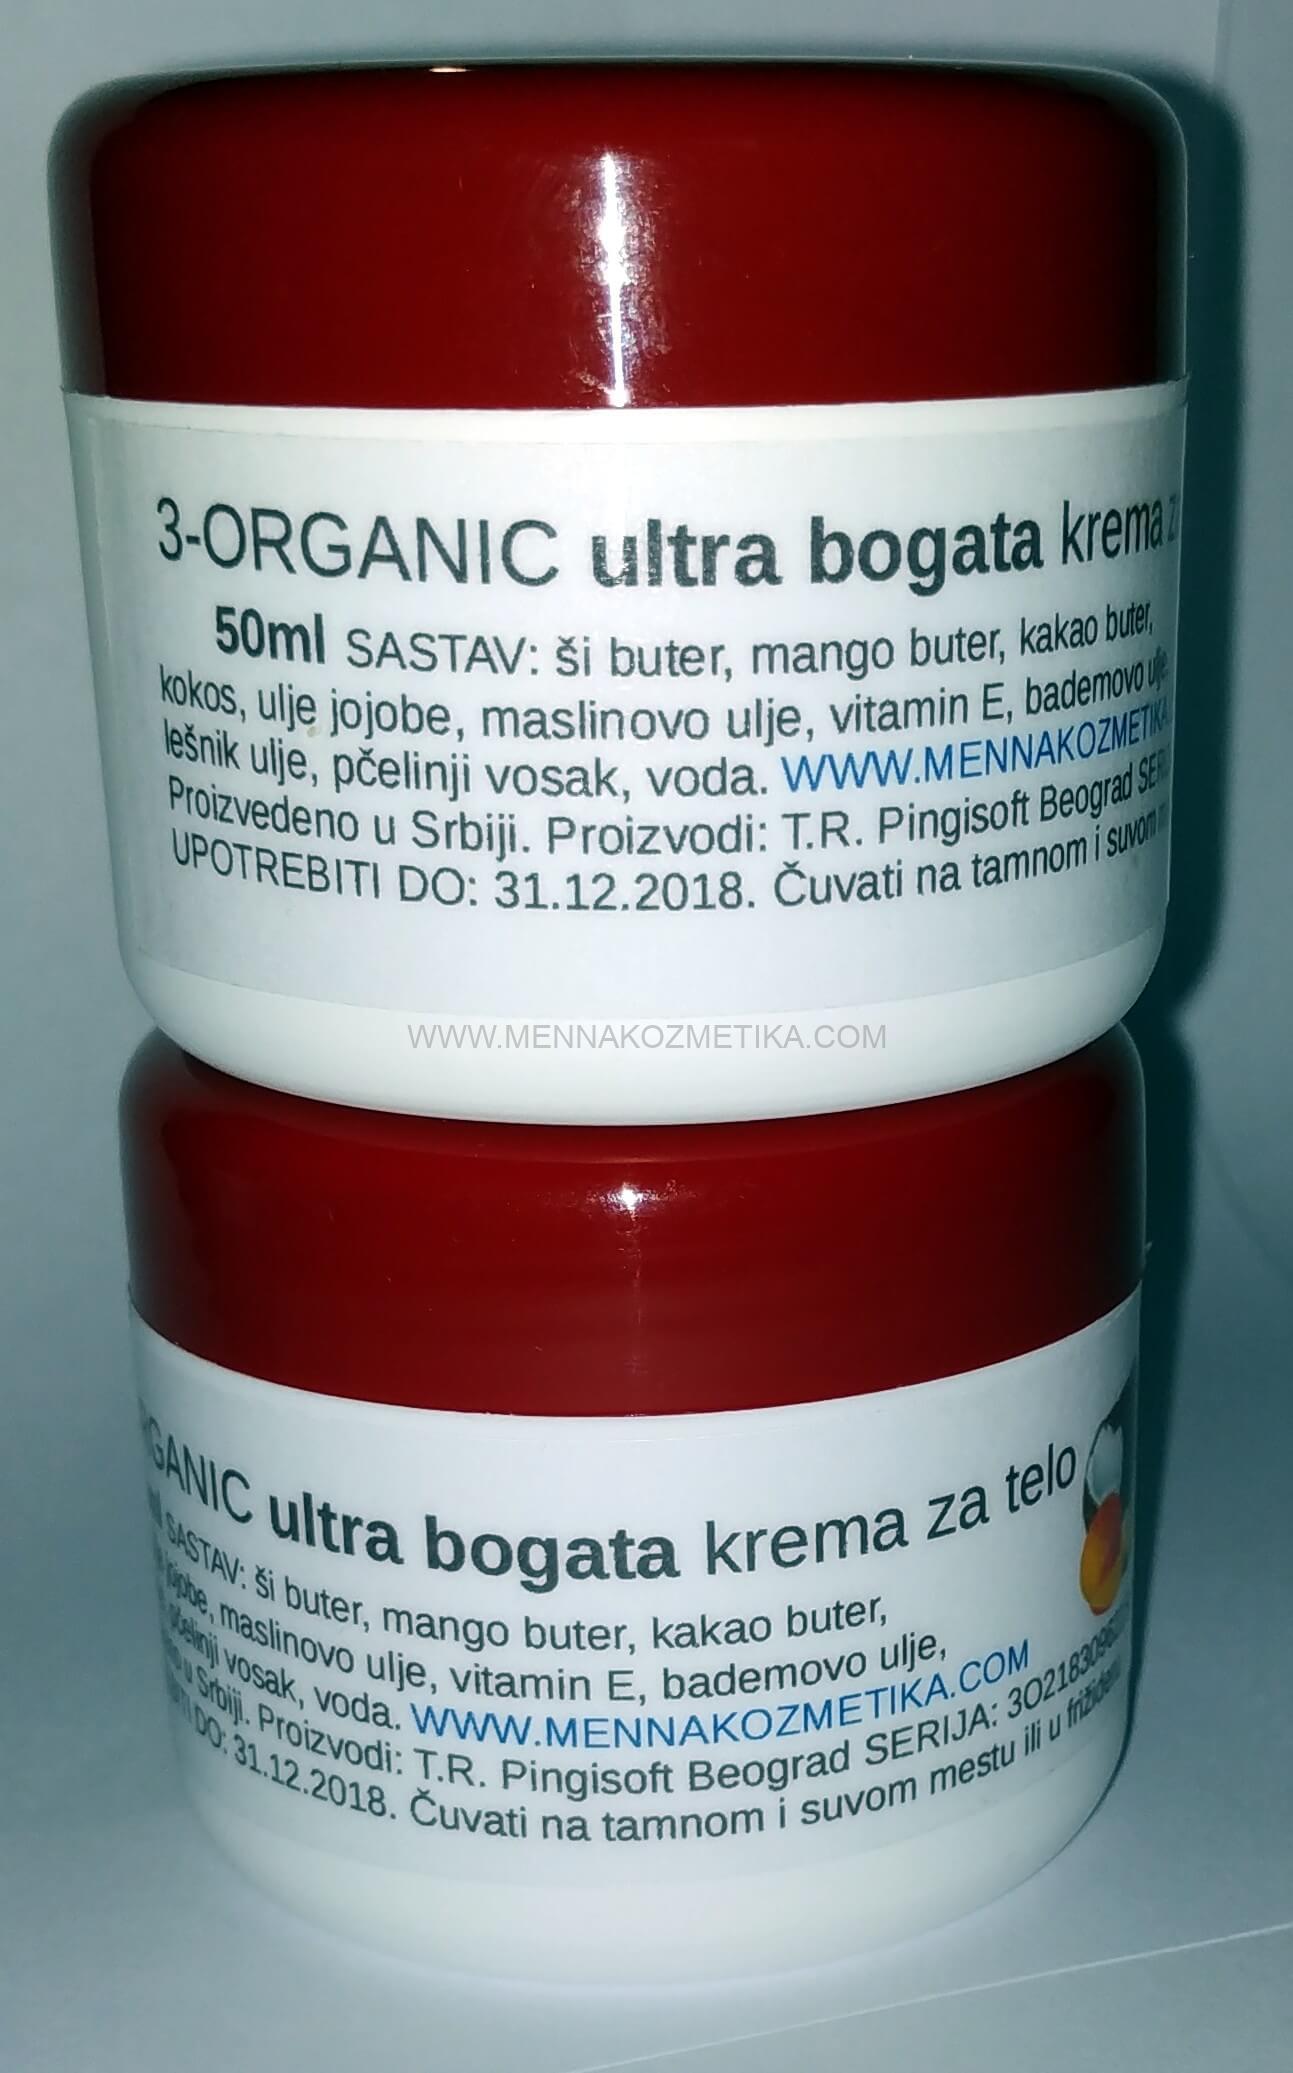 3-ORGANIC ultra bogata krema
50ml SASTAV: ši buter, mango buter, kakao buter,
kokos, ulje jojobe, maslinovo ulje, vitamin E, bademovo ulje,
lešnik ulje, pčelinji vosak, voda. WWW.MENNAKOZMETIKA
Proizvedeno u Srbiji. Proizvodi: T.R. Pingisoft Beograd
UPOTREBITI DO: 31.12.2018. Čuvati na tamnom i suvom
WWW.MENNAKOZMETIKA.COM
RGANIC ultra bogata krema za telo
SASTAV: ši buter, mango buter, kakao buter,
jojobe, maslinovo ulje, vitamin E, bademovo ulje,
pčelinji vosak, voda. WWW.MENNAKOZMETIKA.COM
u Srbiji. Proizvodi: T.R. Pingisoft Beograd SERIJA:
DO: 31.12.2018. Čuvati na tamnom i suvom mestu ili u frižideru